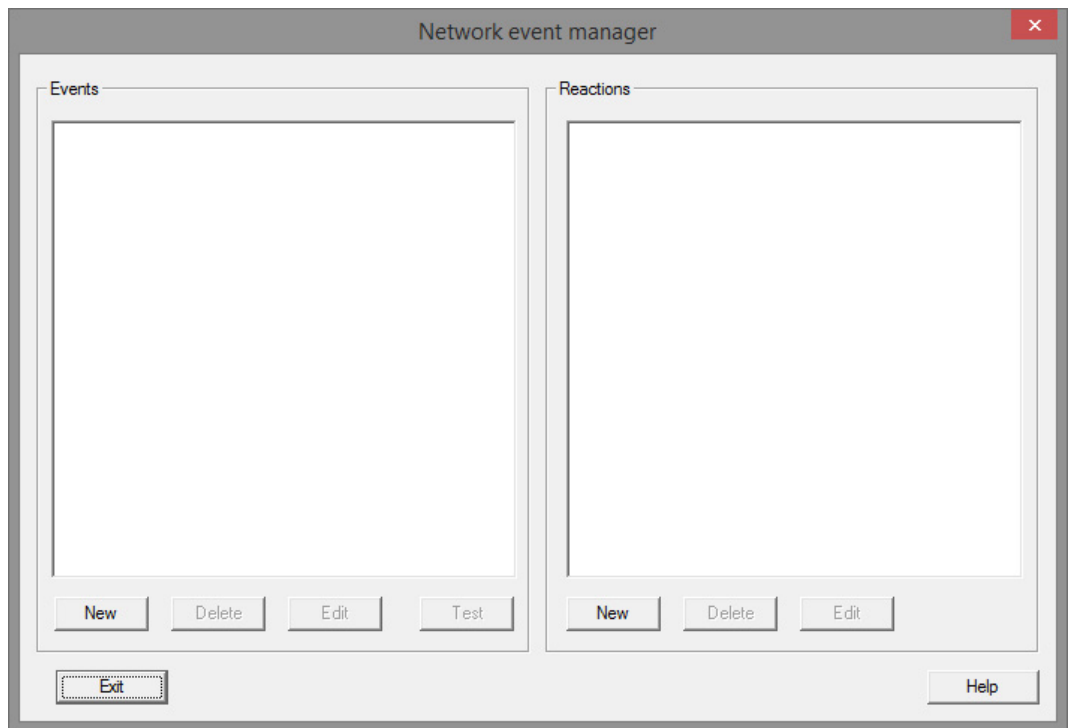 Network event manager
Events
Reactions
New Delete Edit Test
New Delete Edit
Exit
Help